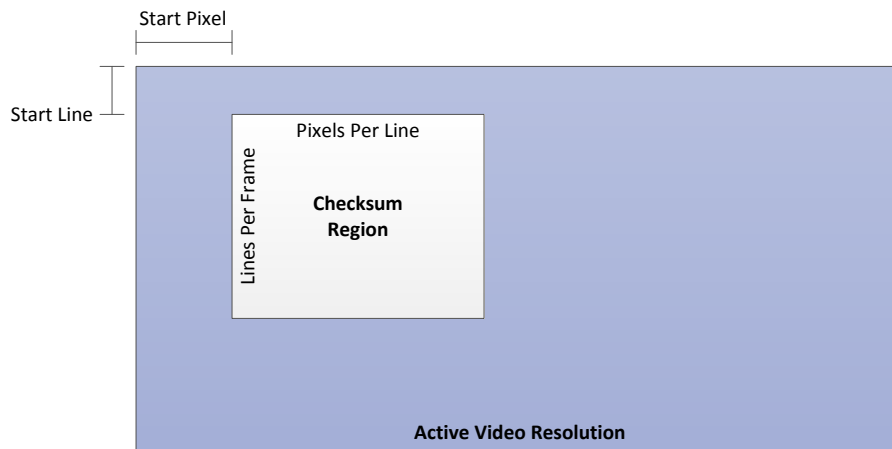 Start Pixel
Start Line
Pixels Per Line
Lines Per Frame
Checksum
Region
Active Video Resolution